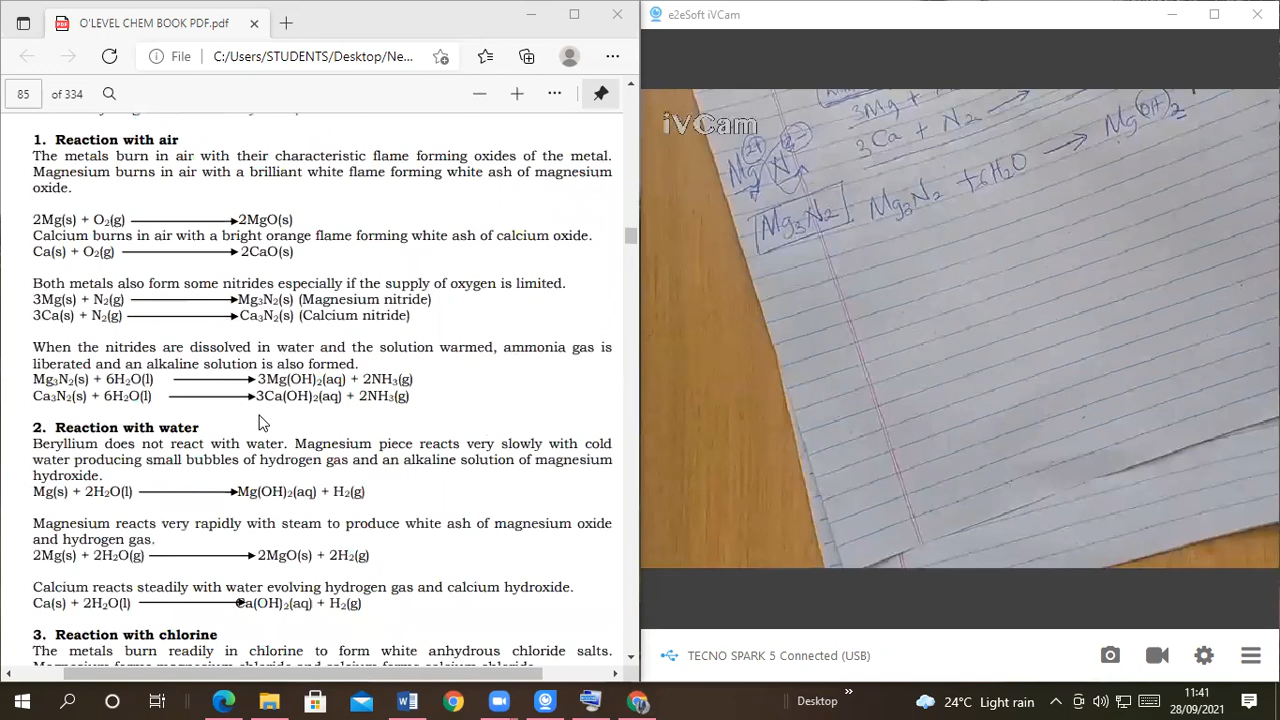 O'LEVEL CHEM BOOK PDF.pdf
File C:/Users/STUDENTS/Desktop/Ne...
85 of 334
1. Reaction with air
The metals burn in air with their characteristic flame forming oxides of the metal.
Magnesium burns in air with a brilliant white flame forming white ash of magnesium
oxide.
2Mg(s) + O₂(g) → 2MgO(s)
Calcium burns in air with a bright orange flame forming white ash of calcium oxide.
Ca(s) + O₂(g) → 2CaO(s)
Both metals also form some nitrides especially if the supply of oxygen is limited.
3Mg(s) + N₂(g) → Mg₃N₂(s) (Magnesium nitride)
3Ca(s) + N₂(g) → Ca₃N₂(s) (Calcium nitride)
When the nitrides are dissolved in water and the solution warmed, ammonia gas is
liberated and an alkaline solution is also formed.
Mg₃N₂(s) + 6H₂O(l) → 3Mg(OH)₂(aq) + 2NH₃(g)
Ca₃N₂(s) + 6H₂O(l) → 3Ca(OH)₂(aq) + 2NH₃(g)
2. Reaction with water
Beryllium does not react with water. Magnesium piece reacts very slowly with cold
water producing small bubbles of hydrogen gas and an alkaline solution of magnesium
hydroxide.
Mg(s) + 2H₂O(l) → Mg(OH)₂(aq) + H₂(g)
Magnesium reacts very rapidly with steam to produce white ash of magnesium oxide
and hydrogen gas.
2Mg(s) + 2H₂O(g) → 2MgO(s) + 2H₂(g)
Calcium reacts steadily with water evolving hydrogen gas and calcium hydroxide.
Ca(s) + 2H₂O(l) → Ca(OH)₂(aq) + H₂(g)
3. Reaction with chlorine
The metals burn readily in chlorine to form white anhydrous chloride salts.
e2eSoft iVCam
iVCam
3Mg +
3Ca + N₂ →
Mg²⁺ N³⁻
Mg₃N₂
Mg₃N₂ + 6H₂O → Mg(OH)₂ +
TECNO SPARK 5 Connected (USB)
Desktop
24°C Light rain
11:41
28/09/2021